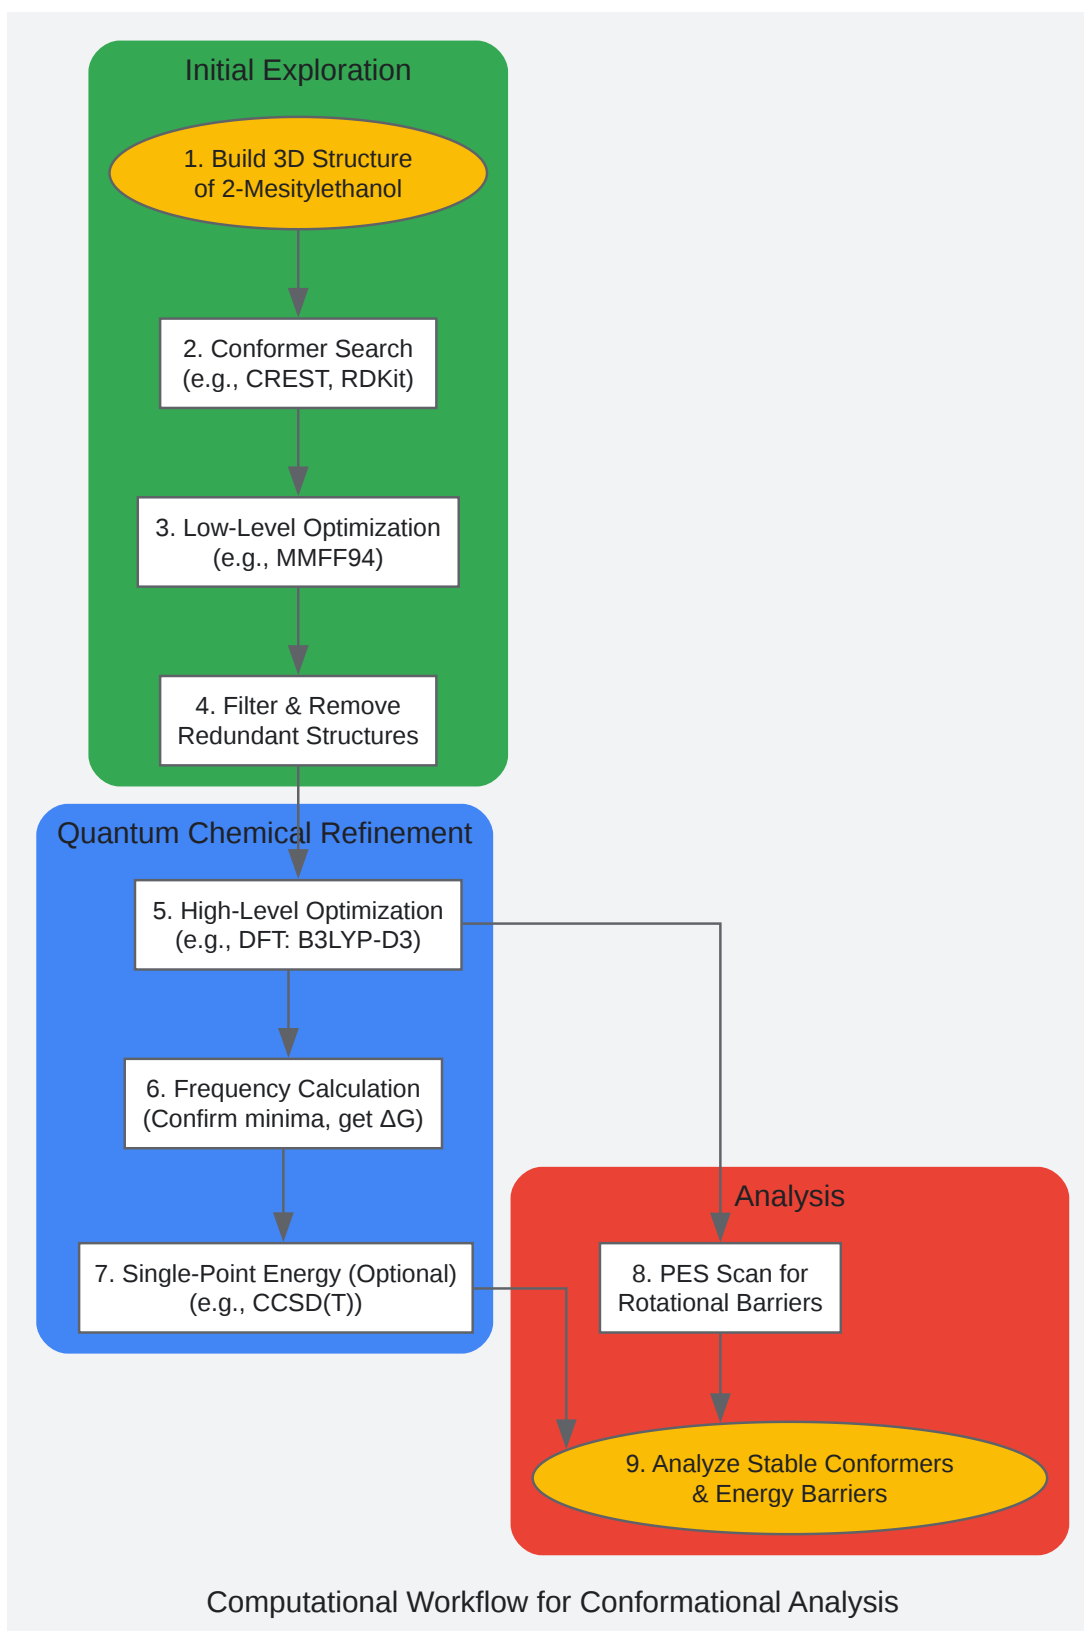 Initial Exploration
1. Build 3D Structure
of 2-Mesitylethanol
2. Conformer Search
(e.g., CREST, RDKit)
3. Low-Level Optimization
(e.g., MMFF94)
4. Filter & Remove
Redundant Structures
Quantum Chemical Refinement
5. High-Level Optimization
(e.g., DFT: B3LYP-D3)
6. Frequency Calculation
(Confirm minima, get ΔG)
7. Single-Point Energy (Optional)
(e.g., CCSD(T))
Analysis
8. PES Scan for
Rotational Barriers
9. Analyze Stable Conformers
& Energy Barriers
Computational Workflow for Conformational Analysis